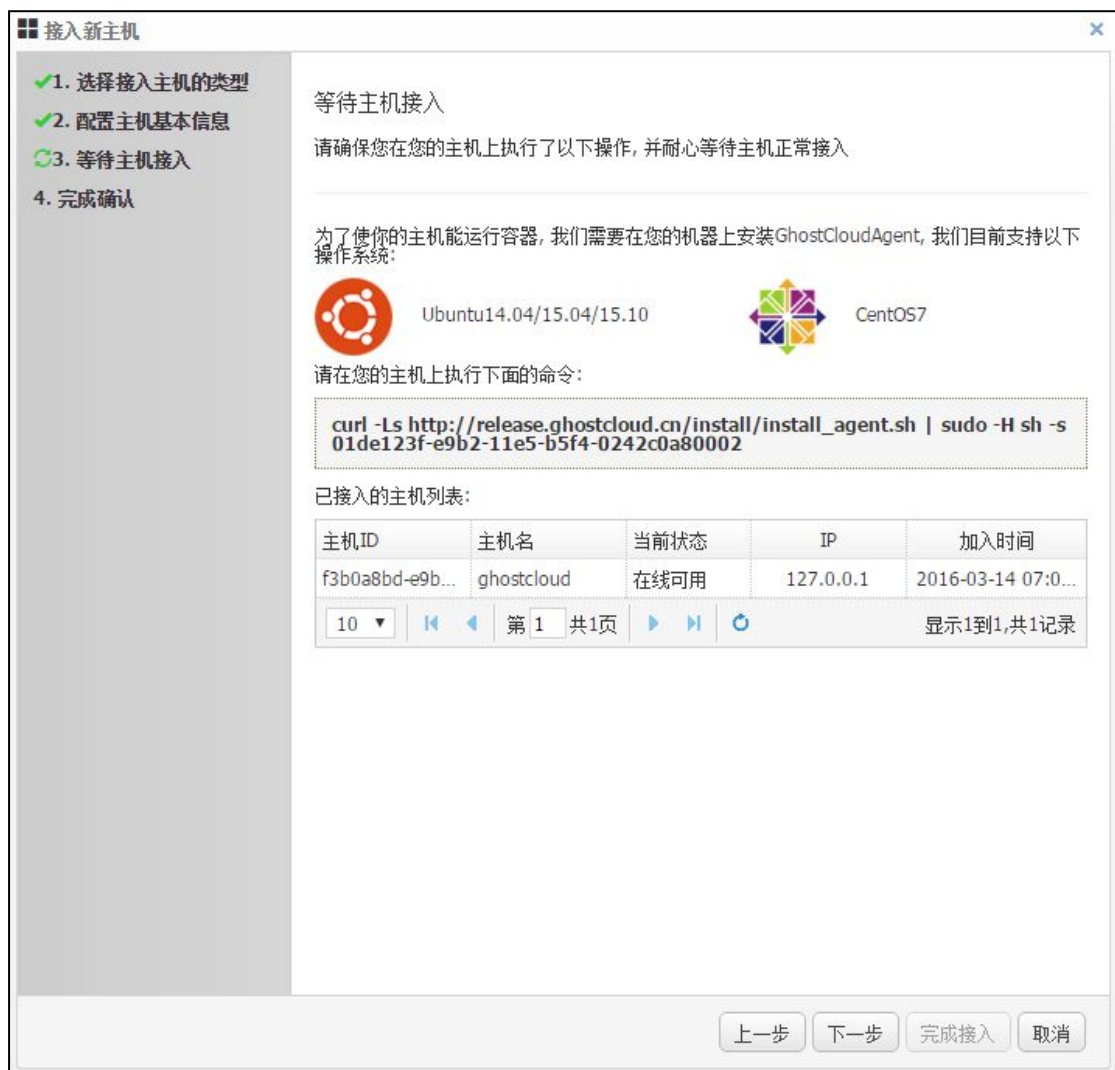 接入新主机
1. 选择接入主机的类型
2. 配置主机基本信息
3. 等待主机接入
4. 完成确认
等待主机接入
请确保您在您的主机上执行了以下操作, 并耐心等待主机正常接入
为了使你的主机能运行容器, 我们需要在您的机器上安装GhostCloudAgent, 我们目前支持以下
操作系统:
Ubuntu14.04/15.04/15.10 CentOS7
请在您的主机上执行下面的命令:
curl -Ls http://release.ghostcloud.cn/install/install_agent.sh | sudo -H sh -s
01de123f-e9b2-11e5-b5f4-0242c0a80002
已接入的主机列表:
主机ID 主机名 当前状态 IP 加入时间
f3b0a8bd-e9b... ghostcloud 在线可用 127.0.0.1 2016-03-14 07:0...
10 第 1 共1页 显示1到1,共1记录
上一步 下一步 完成接入 取消